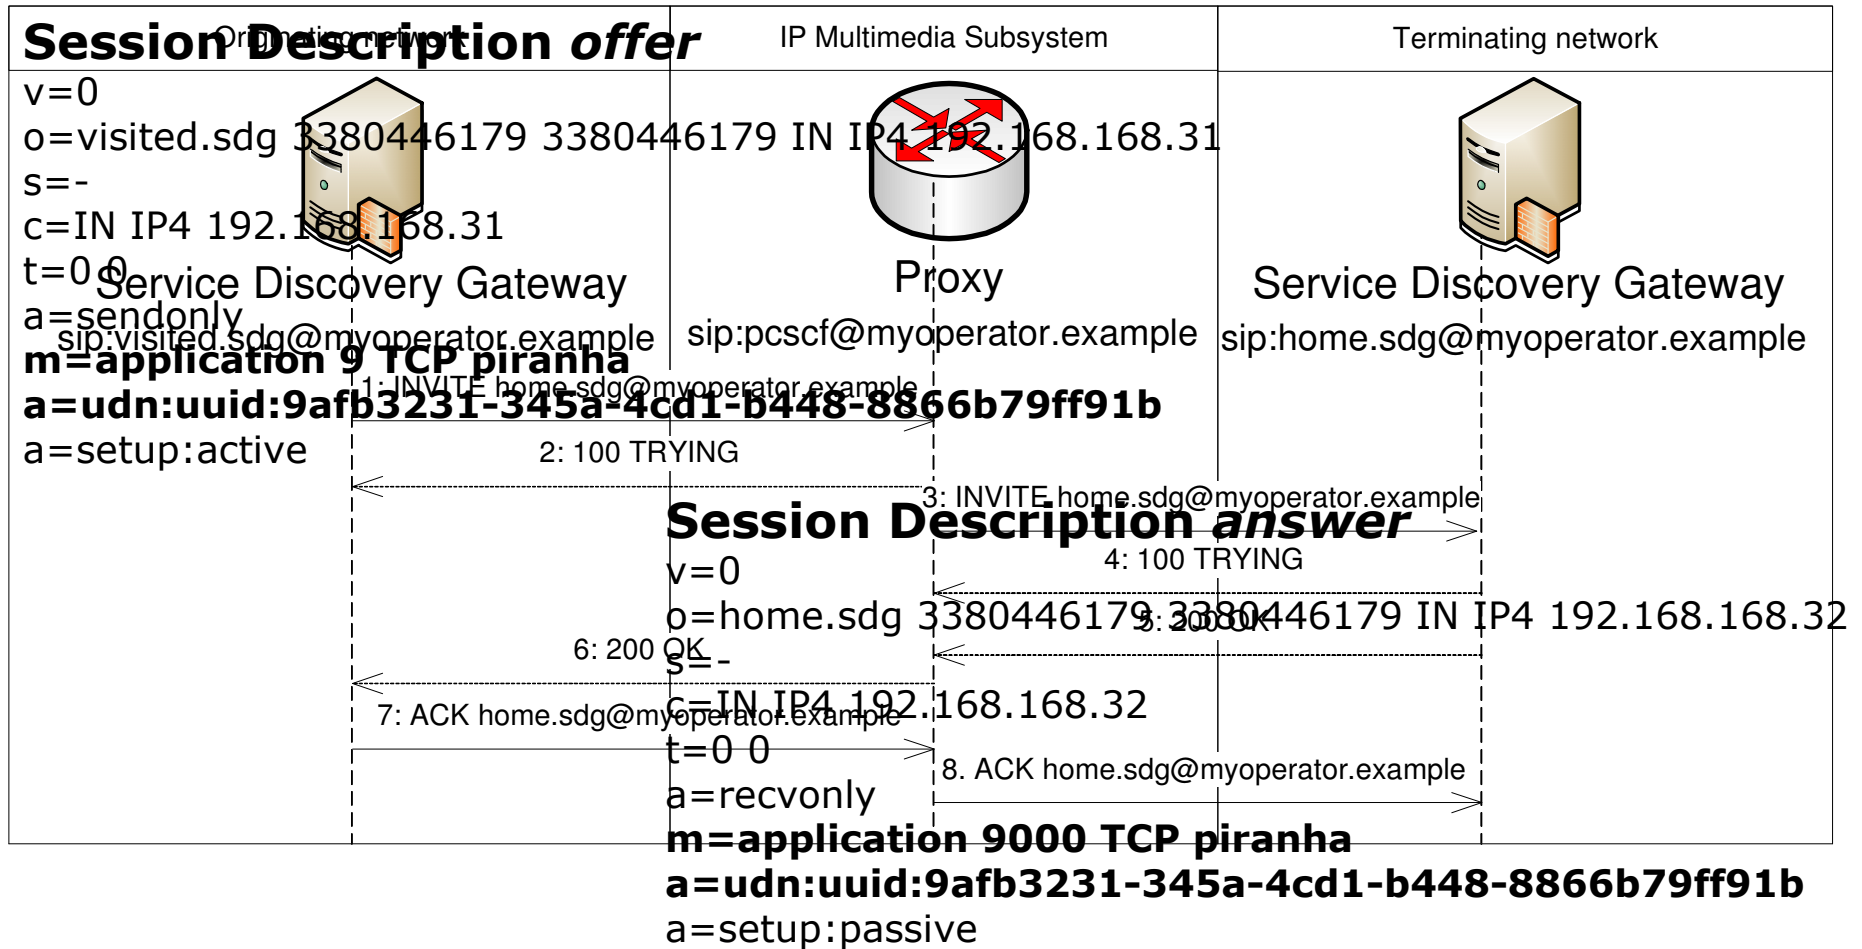 Originating network
IP Multimedia Subsystem
Terminating network
Session Description offer
v=0
o=visited.sdg 3380446179 3380446179 IN IP4 192.168.168.31
s=-
c=IN IP4 192.168.168.31
t=0 0
a=sendonly
m=application 9 TCP piranha
a=udn:uuid:9afb3231-345a-4cd1-b448-8866b79ff91b
a=setup:active
Service Discovery Gateway
sip:visited.sdg@myoperator.example
Proxy
sip:pcscf@myoperator.example
Service Discovery Gateway
sip:home.sdg@myoperator.example
1: INVITE home.sdg@myoperator.example
2: 100 TRYING
3: INVITE home.sdg@myoperator.example
4: 100 TRYING
5: 200 OK
6: 200 OK
7: ACK home.sdg@myoperator.example
8. ACK home.sdg@myoperator.example
Session Description answer
v=0
o=home.sdg 3380446179 3380446179 IN IP4 192.168.168.32
s=-
c=IN IP4 192.168.168.32
t=0 0
a=recvonly
m=application 9000 TCP piranha
a=udn:uuid:9afb3231-345a-4cd1-b448-8866b79ff91b
a=setup:passive